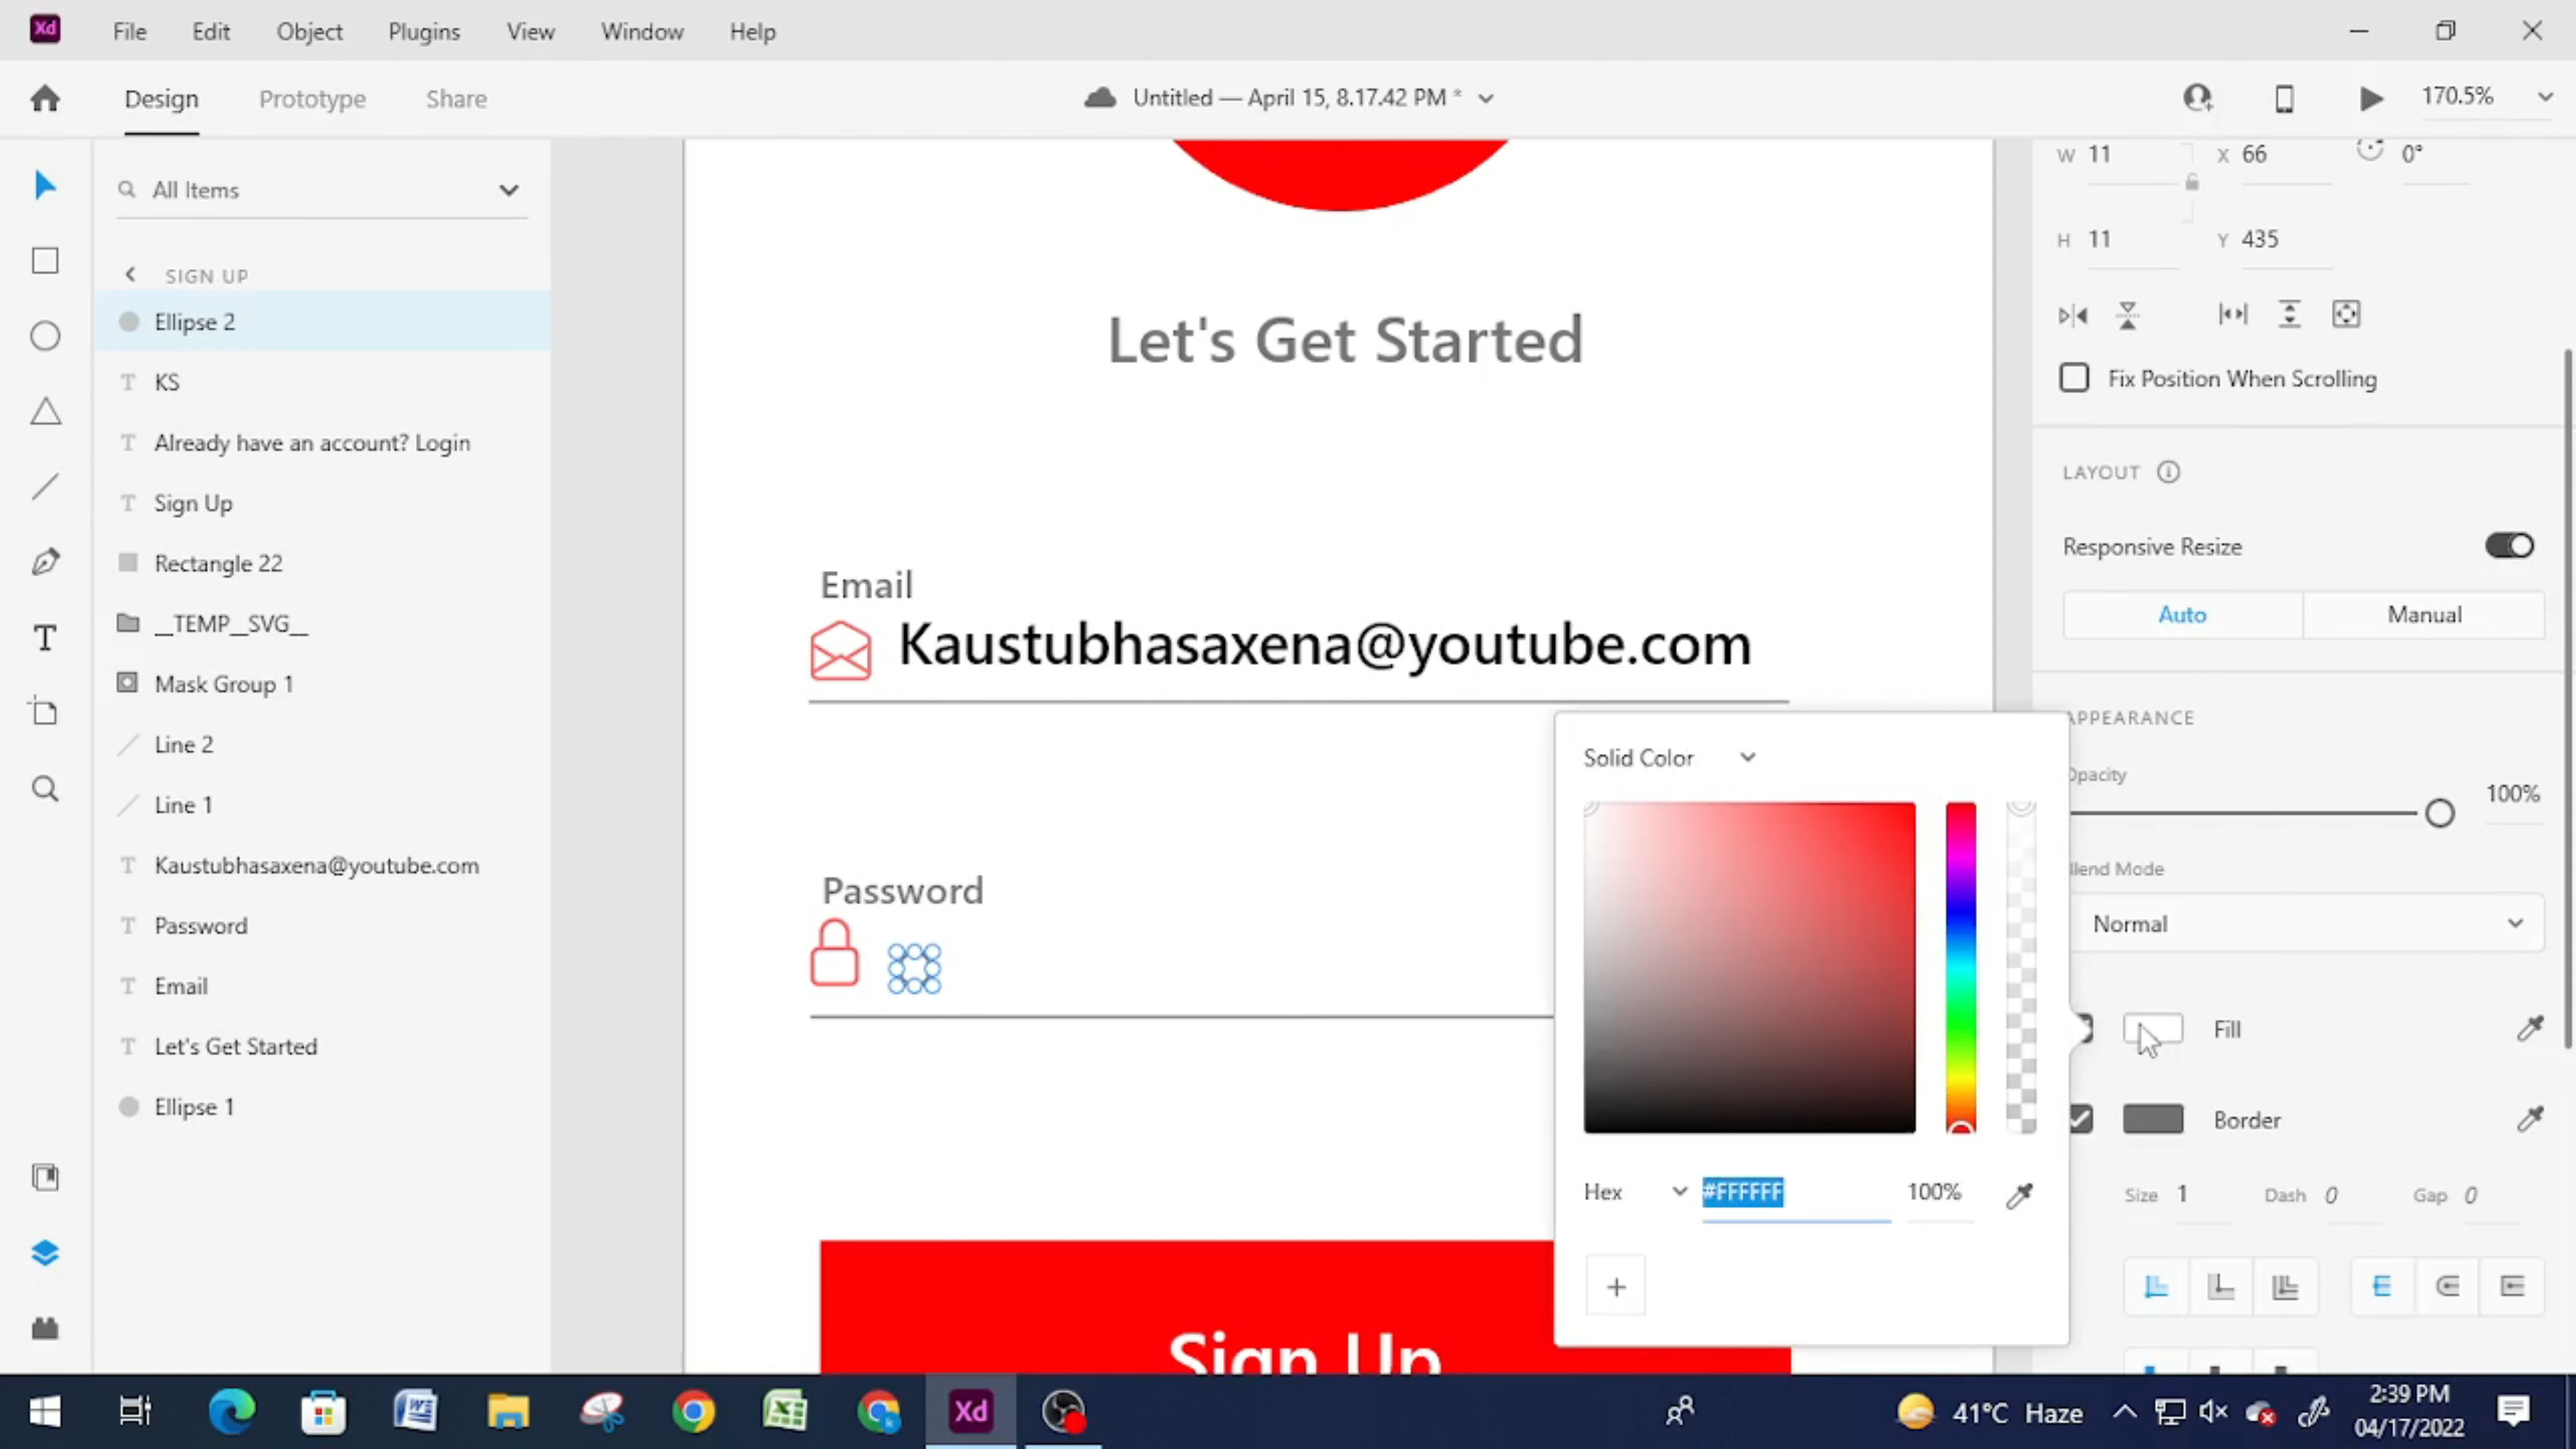 Xd File Edit Object Plugins View Window Help
Design Prototype Share
Untitled — April 15, 8.17.42 PM *
170.5%
All Items
SIGN UP
Ellipse 2
T KS
T Already have an account? Login
T Sign Up
Rectangle 22
__TEMP__SVG__
Mask Group 1
Line 2
Line 1
T Kaustubhasaxena@youtube.com
T Password
T Email
T Let's Get Started
Ellipse 1
Let's Get Started
Email
Kaustubhasaxena@youtube.com
Password
Sign Up
Solid Color
Hex #FFFFFF 100%
+
W 11 X 66 0°
H 11 Y 435
Fix Position When Scrolling
LAYOUT
Responsive Resize
Auto Manual
APPEARANCE
Opacity
100%
Blend Mode
Normal
Fill
Border
Size 1 Dash 0 Gap 0
Xd
41°C Haze
2:39 PM
04/17/2022